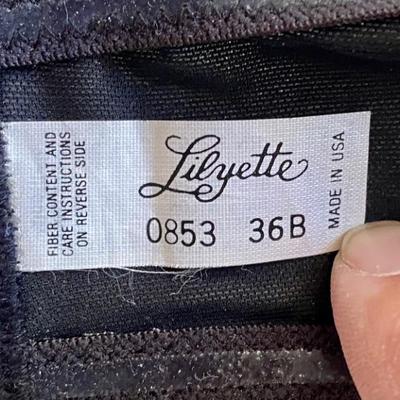 FIBER CONTENT AND
CARE INSTRUCTIONS
ON REVERSE SIDE
Lilyette
0853 36B
MADE IN USA